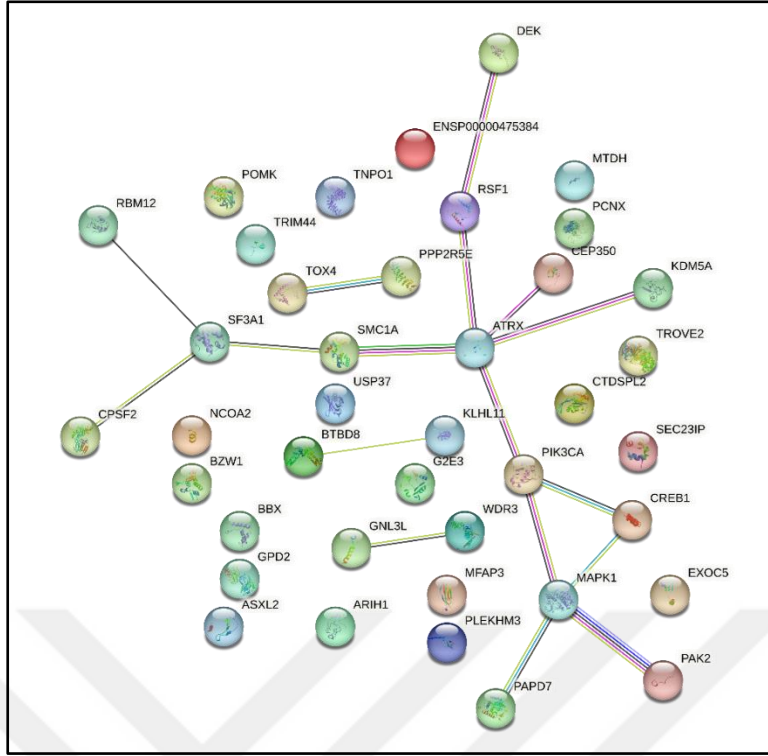 DEK
ENSP00000475384
MTDH
POMK
TNPO1
RSF1
RBM12
PCNX
TRIM44
CEP350
PPP2R5E
TOX4
KDM5A
SF3A1
ATRX
SMC1A
TROVE2
USP37
CTDSPL2
CPSF2
NCOA2
KLHL11
BTBD8
SEC23IP
PIK3CA
BZW1
G2E3
CREB1
BBX
WDR3
GNL3L
GPD2
MFAP3
MAPK1
EXOC5
ASXL2
ARIH1
PLEKHM3
PAK2
PAPD7